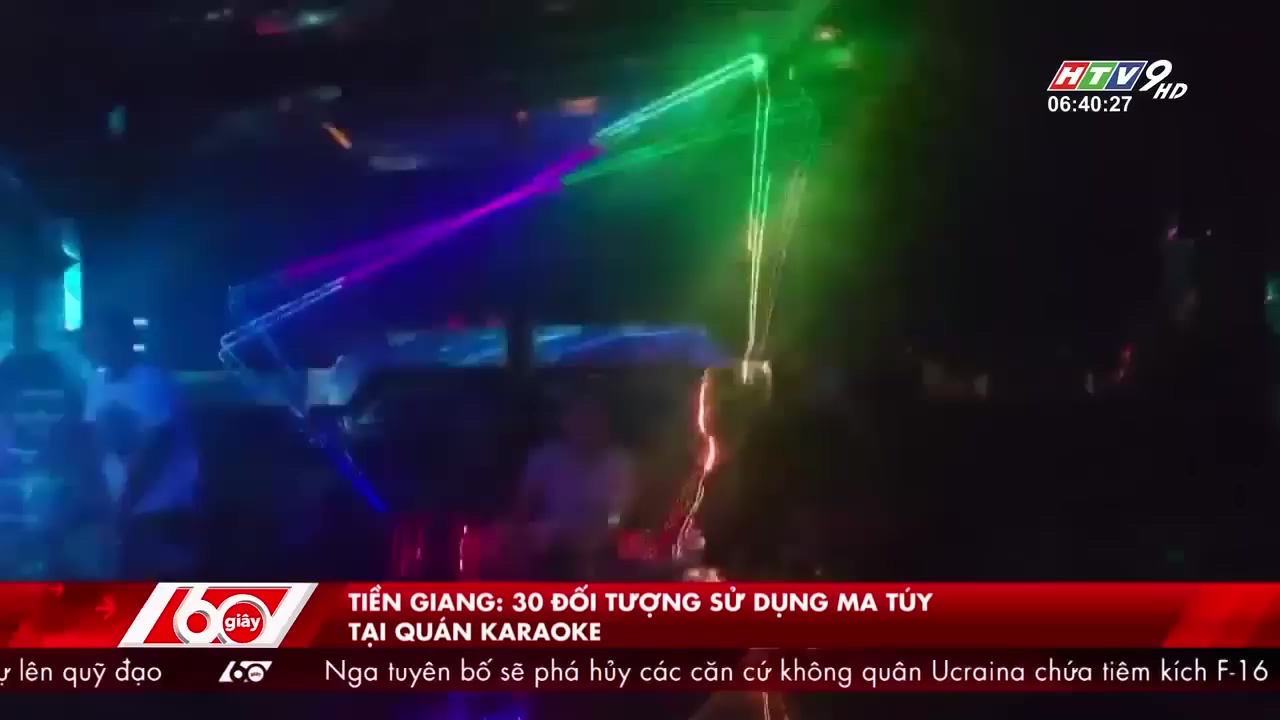 HTV9 HD
06:40:27
60 giây
TIỀN GIANG: 30 ĐỐI TƯỢNG SỬ DỤNG MA TÚY
TẠI QUÁN KARAOKE
lên quỹ đạo 60 giây Nga tuyên bố sẽ phá hủy các căn cứ không quân Ucraina chứa tiêm kích F-16